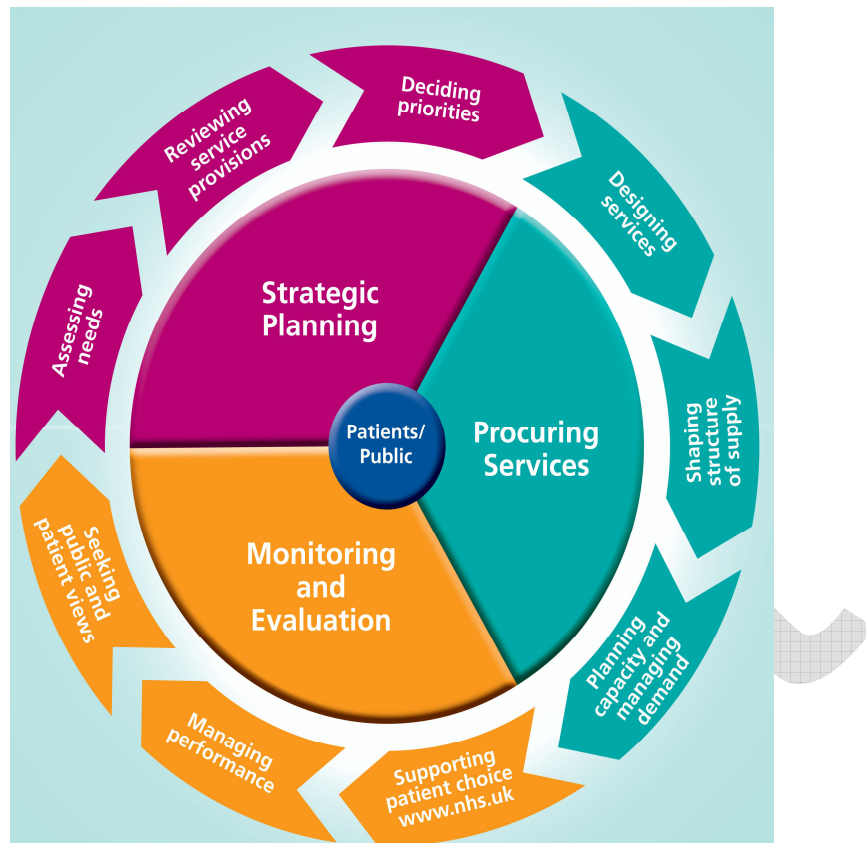 Deciding
priorities
Designing
services
Shaping
structure
of supply
Planning
capacity and
managing
demand
Supporting
patient choice
www.nhs.uk
Managing
performance
Seeking
public and
patient views
Assessing
needs
Reviewing
service
provisions
Strategic
Planning
Procuring
Services
Monitoring
and
Evaluation
Patients/
Public